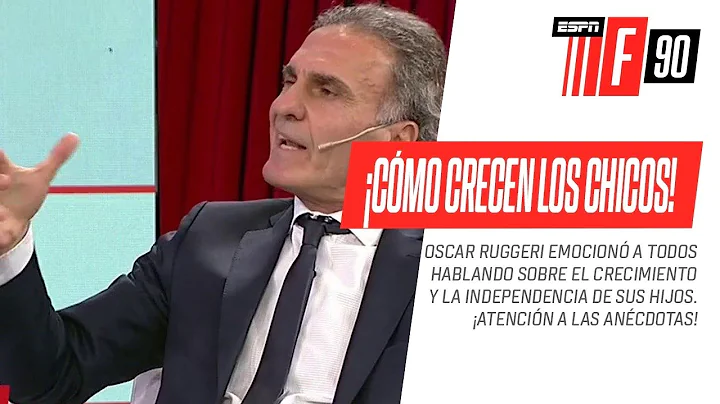 ESPN
F 90
¡CÓMO CRECEN LOS CHICOS!
OSCAR RUGGERI EMOCIONÓ A TODOS
HABLANDO SOBRE EL CRECIMIENTO
Y LA INDEPENDENCIA DE SUS HIJOS.
¡ATENCIÓN A LAS ANÉCDOTAS!